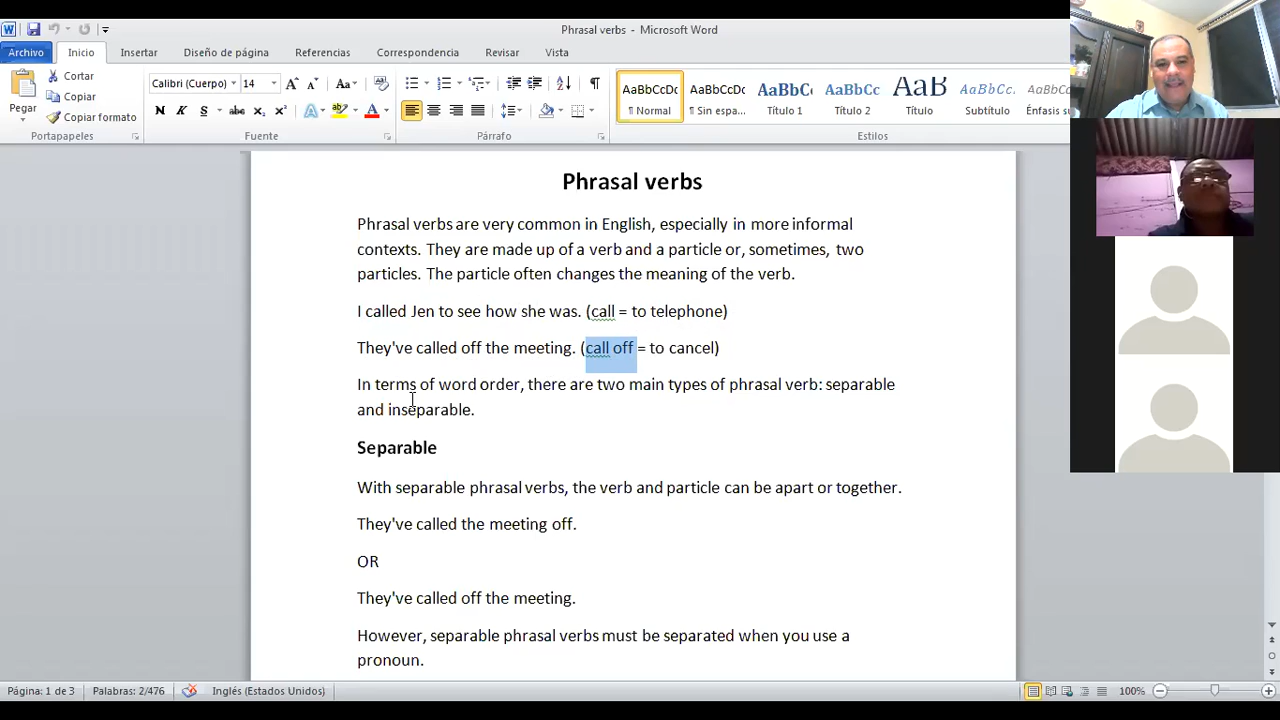 Phrasal verbs - Microsoft Word
Archivo Inicio Insertar Diseño de página Referencias Correspondencia Revisar Vista
Pegar
Cortar
Copiar
Copiar formato
Portapapeles
Calibri (Cuerpo) 14
Fuente
Párrafo
AaBbCcDc AaBbCcDc AaBbC AaBbCc AaB AaBbCc. AaBbCc
¶ Normal ¶ Sin espa... Título 1 Título 2 Título Subtítulo Énfasis su
Estilos
Phrasal verbs
Phrasal verbs are very common in English, especially in more informal
contexts. They are made up of a verb and a particle or, sometimes, two
particles. The particle often changes the meaning of the verb.
I called Jen to see how she was. (call = to telephone)
They've called off the meeting. (call off = to cancel)
In terms of word order, there are two main types of phrasal verb: separable
and inseparable.
Separable
With separable phrasal verbs, the verb and particle can be apart or together.
They've called the meeting off.
OR
They've called off the meeting.
However, separable phrasal verbs must be separated when you use a
pronoun.
Página: 1 de 3 Palabras: 2/476 Inglés (Estados Unidos) 100%